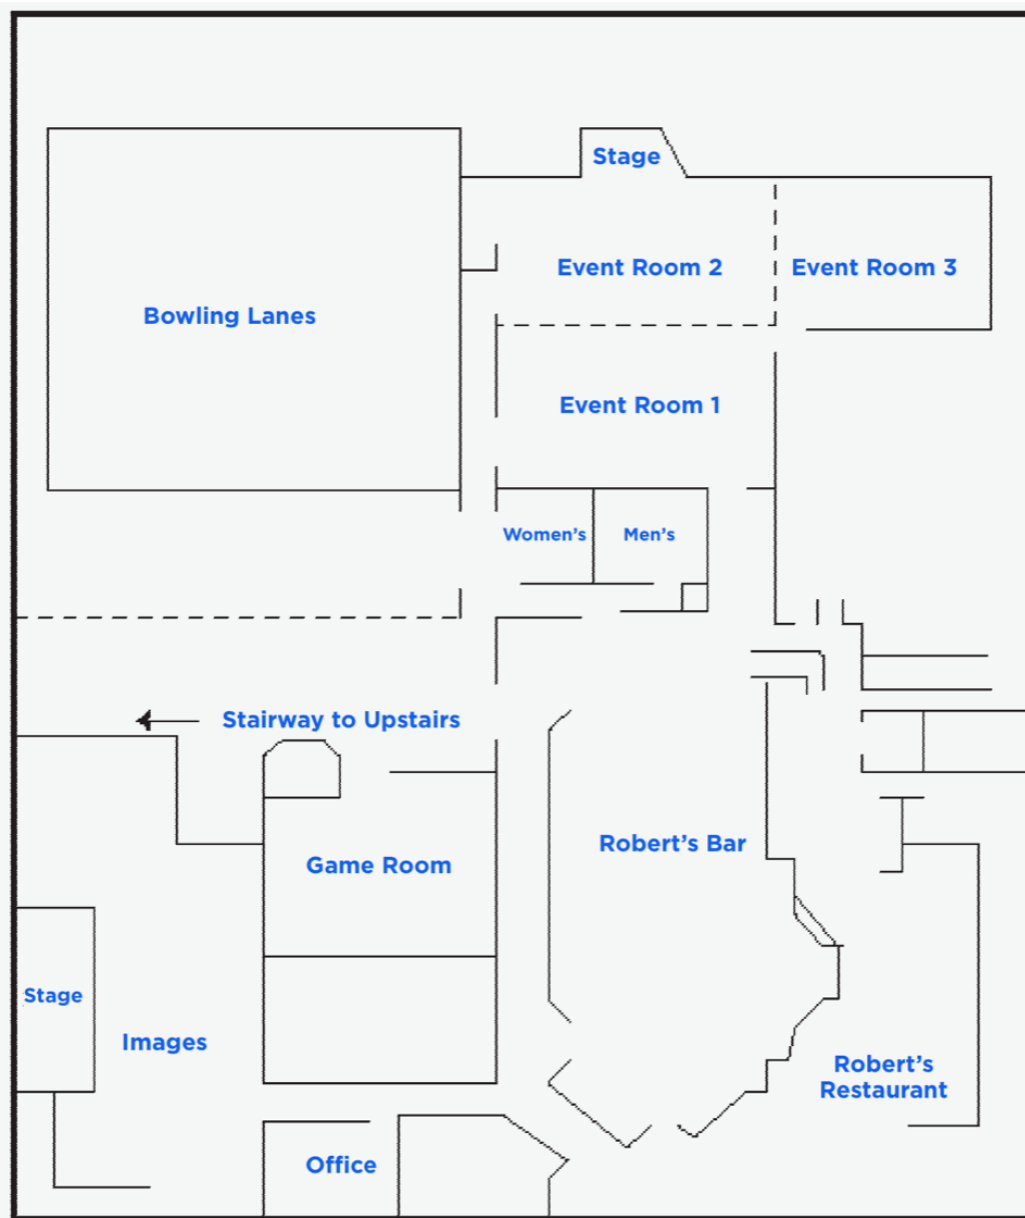 Stage
Event Room 2
Event Room 3
Bowling Lanes
Event Room 1
Women's
Men's
Stairway to Upstairs
Robert's Bar
Game Room
Stage
Images
Robert's
Restaurant
Office